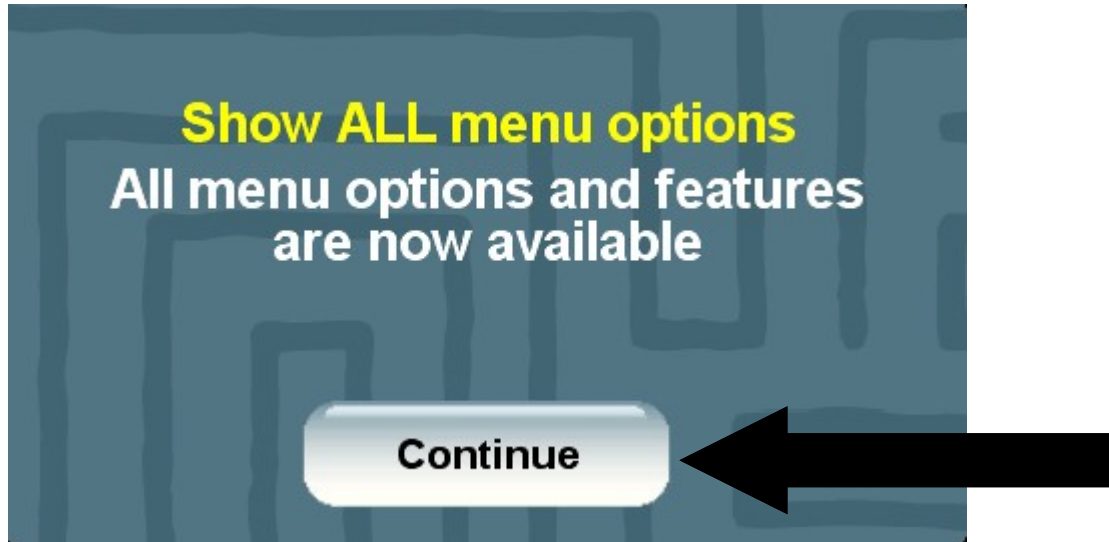 Show ALL menu options
All menu options and features
are now available
Continue